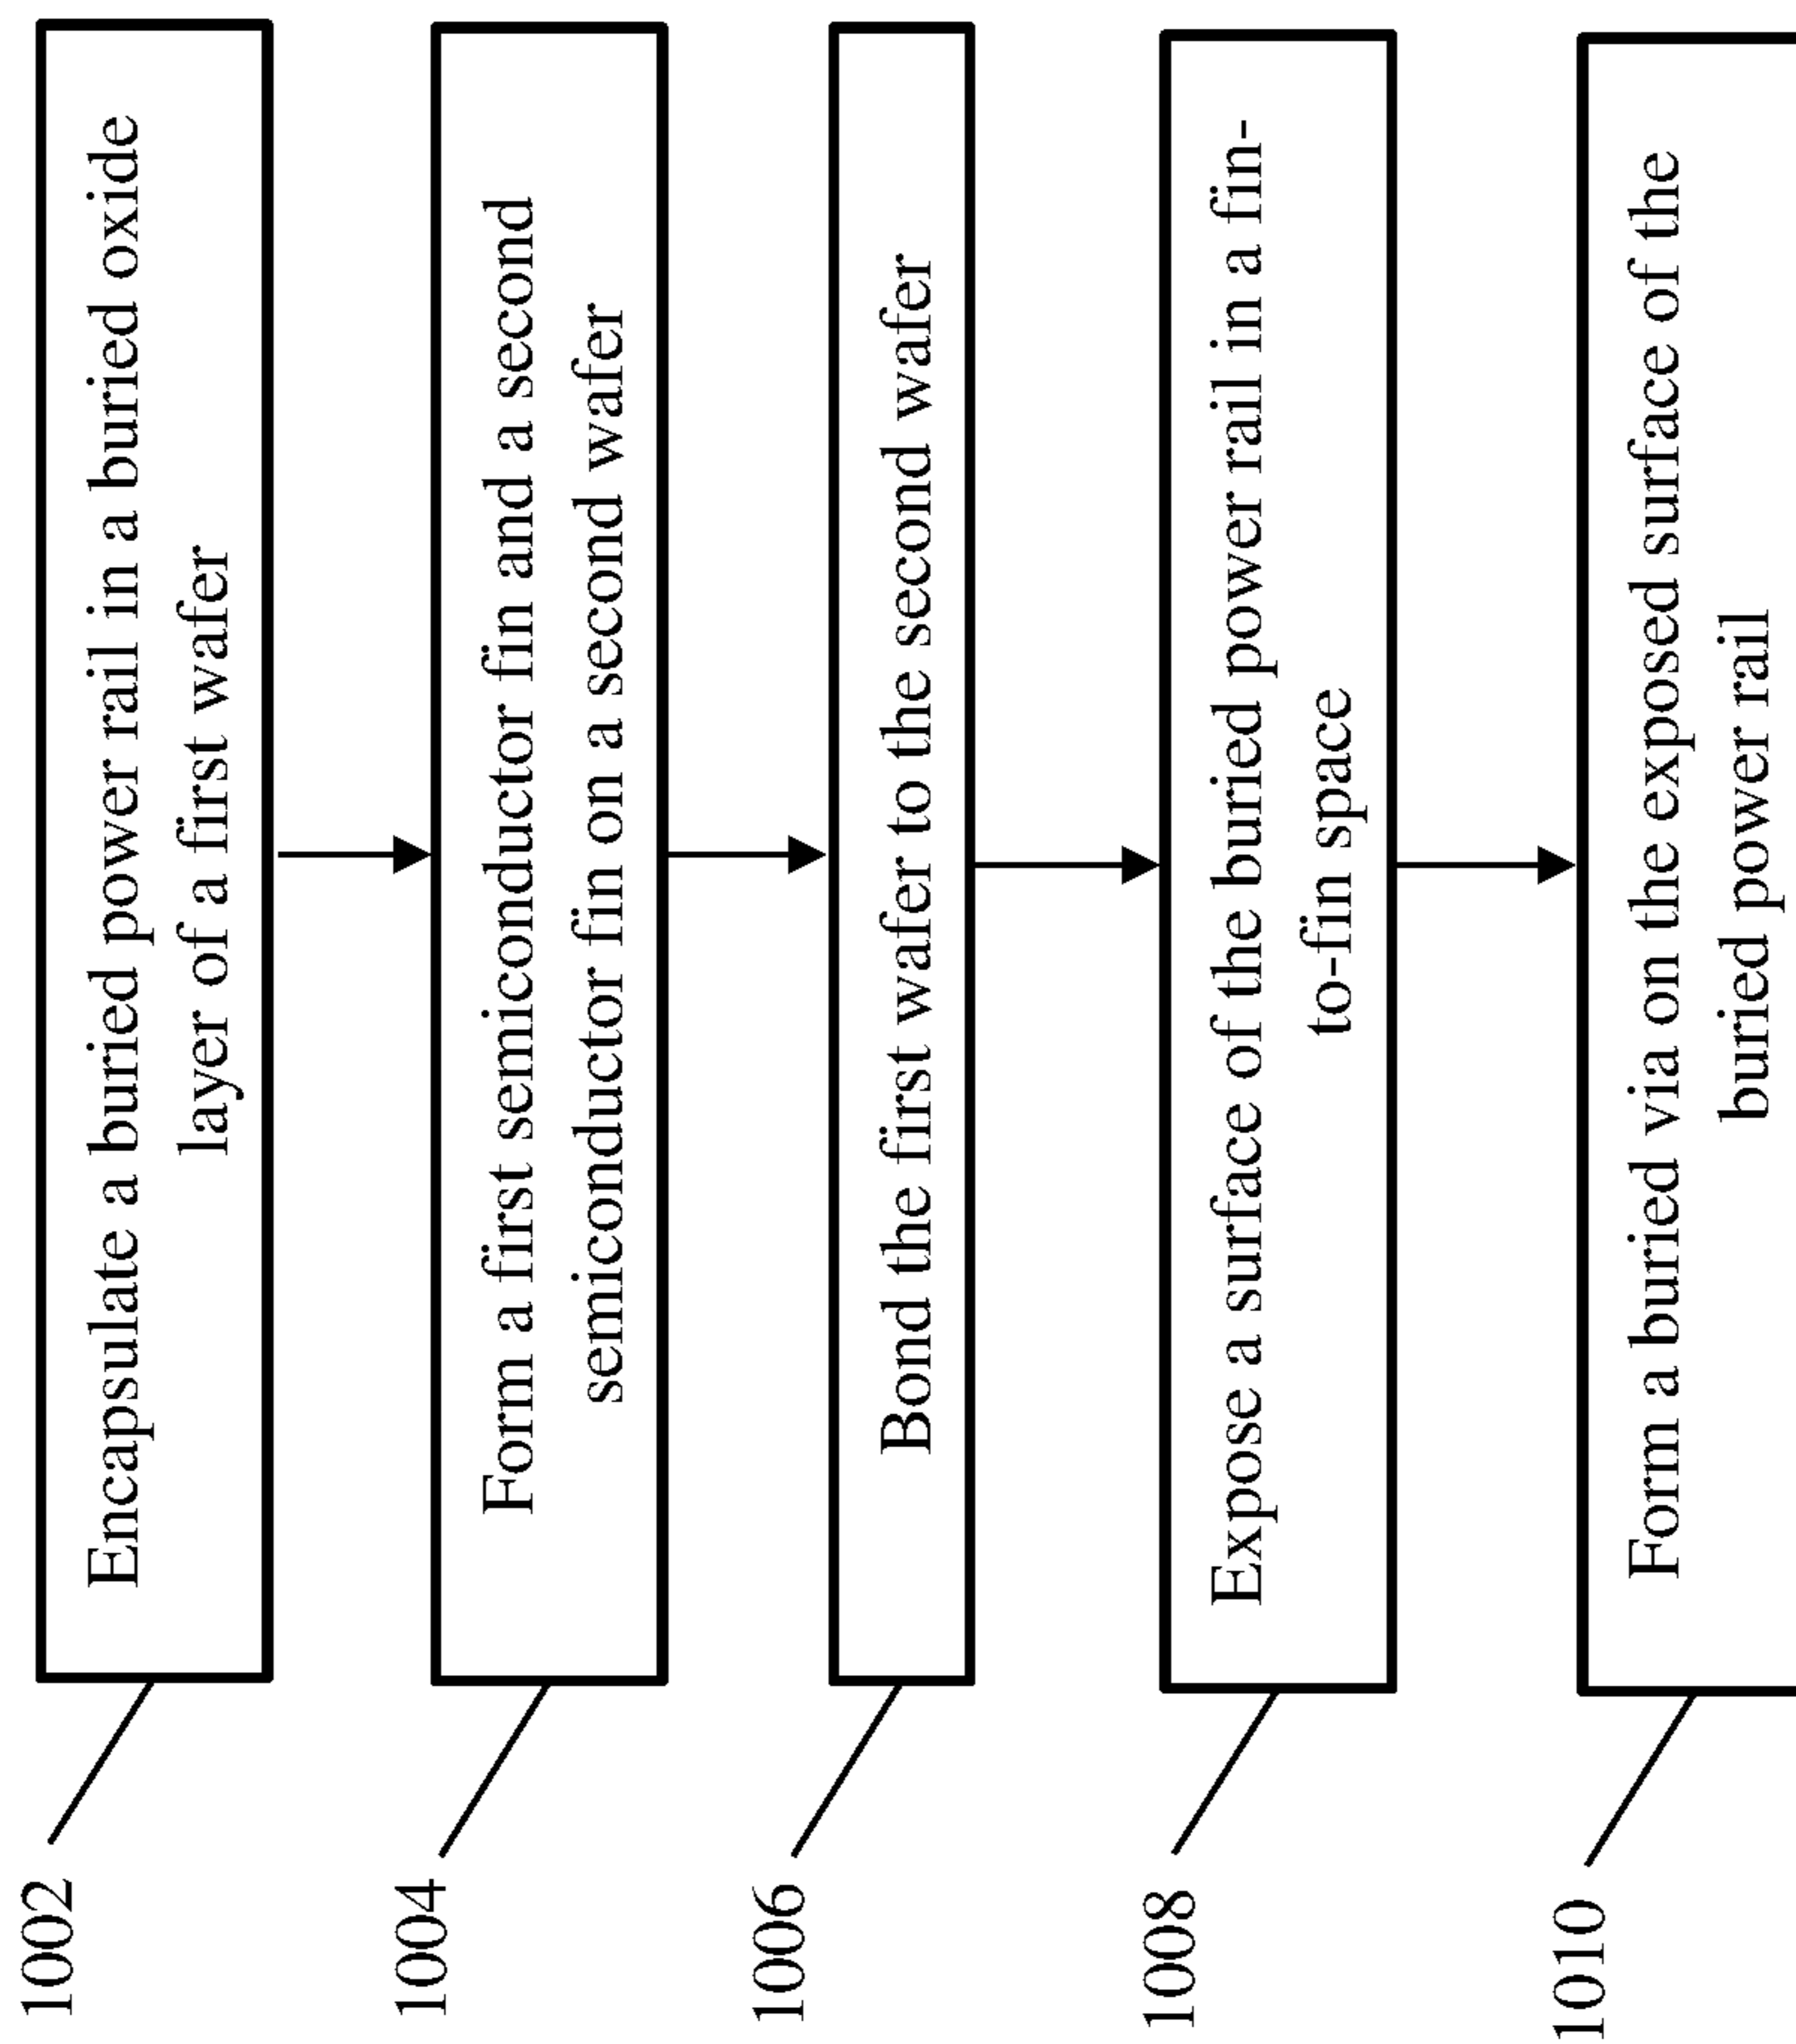 1002
Encapsulate a buried power rail in a buried oxide
layer of a first wafer
1004
Form a first semiconductor fin and a second
semiconductor fin on a second wafer
1006
Bond the first wafer to the second wafer
1008
Expose a surface of the buried power rail in a fin-
to-fin space
1010
Form a buried via on the exposed surface of the
buried power rail